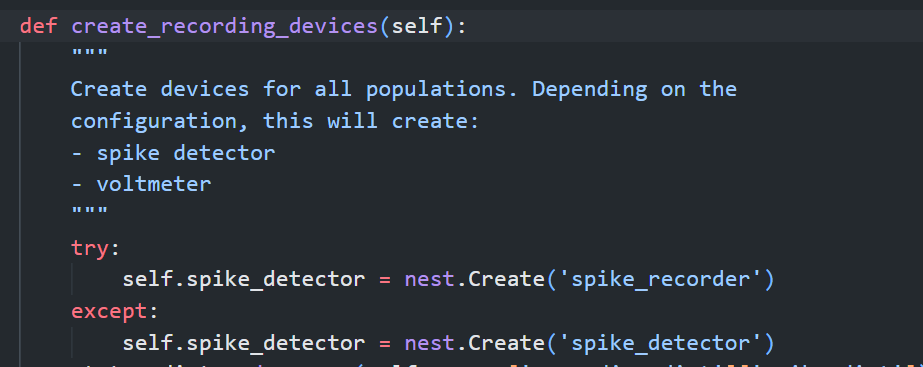 def create_recording_devices(self):
"""
Create devices for all populations. Depending on the
configuration, this will create:
- spike detector
- voltmeter
"""
try:
self.spike_detector = nest.Create('spike_recorder')
except:
self.spike_detector = nest.Create('spike_detector')